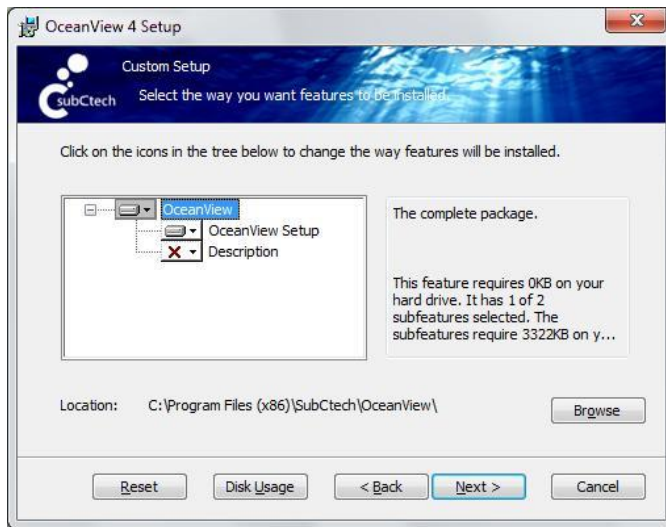 OceanView 4 Setup
Custom Setup
subCtech
Select the way you want features to be installed.
Click on the icons in the tree below to change the way features will be installed.
OceanView
OceanView Setup
Description
The complete package.
This feature requires 0KB on your
hard drive. It has 1 of 2
subfeatures selected. The
subfeatures require 3322KB on y...
Location: C:\Program Files (x86)\SubCtech\OceanView\
Browse
Reset Disk Usage < Back Next > Cancel